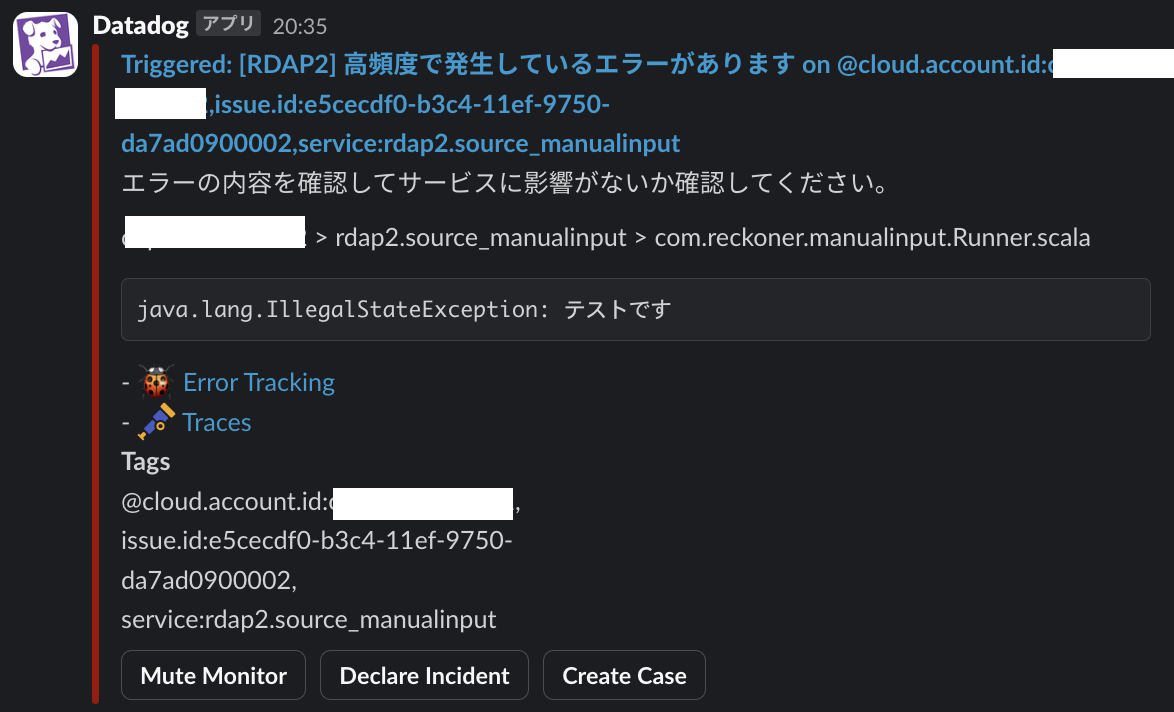 Datadog アプリ 20:35
Triggered: [RDAP2] 高頻度で発生しているエラーがあります on @cloud.account.id:
,issue.id:e5cecdf0-b3c4-11ef-9750-
da7ad0900002,service:rdap2.source_manualinput
エラーの内容を確認してサービスに影響がないか確認してください。
> rdap2.source_manualinput > com.reckoner.manualinput.Runner.scala
java.lang.IllegalStateException: テストです
- Error Tracking
- Traces
Tags
@cloud.account.id: ,
issue.id:e5cecdf0-b3c4-11ef-9750-
da7ad0900002,
service:rdap2.source_manualinput
Mute Monitor Declare Incident Create Case